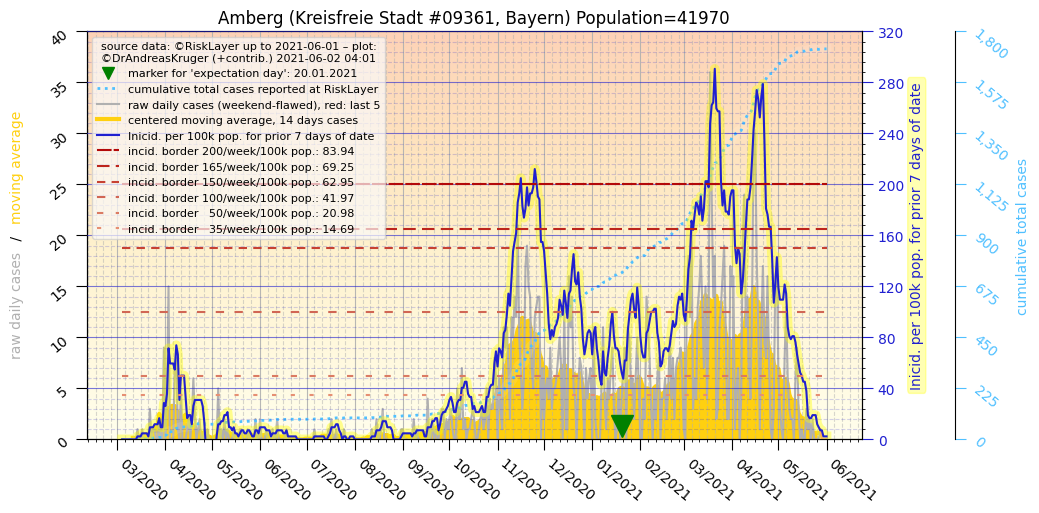 Amberg (Kreisfreie Stadt #09361, Bayern) Population=41970
source data: ©RiskLayer up to 2021-06-01 – plot:
©DrAndreasKruger (+contrib.) 2021-06-02 04:01
marker for 'expectation day': 20.01.2021
cumulative total cases reported at RiskLayer
raw daily cases (weekend-flawed), red: last 5
centered moving average, 14 days cases
Inicid. per 100k pop. for prior 7 days of date
incid. border 200/week/100k pop.: 83.94
incid. border 165/week/100k pop.: 69.25
incid. border 150/week/100k pop.: 62.95
incid. border 100/week/100k pop.: 41.97
incid. border   50/week/100k pop.: 20.98
incid. border   35/week/100k pop.: 14.69
raw daily cases / moving average
40
35
30
25
20
15
10
5
0
03/2020
04/2020
05/2020
06/2020
07/2020
08/2020
09/2020
10/2020
11/2020
12/2020
01/2021
02/2021
03/2021
04/2021
05/2021
06/2021
320
280
240
200
160
120
80
40
0
Inicid. per 100k pop. for prior 7 days of date
1,800
1,575
1,350
1,125
900
675
450
225
0
cumulative total cases